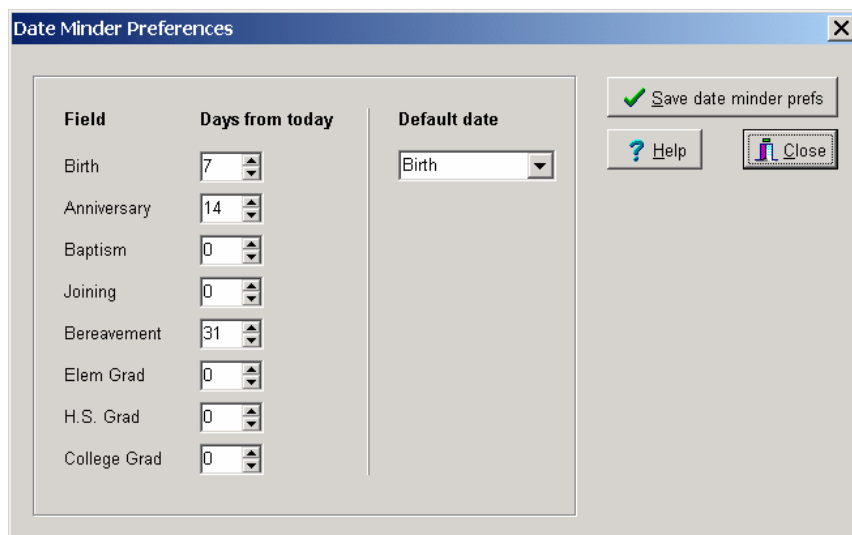 Date Minder Preferences
Field Days from today Default date
Birth 7 Birth
Anniversary 14
Baptism 0
Joining 0
Bereavement 31
Elem Grad 0
H.S. Grad 0
College Grad 0
Save date minder prefs
? Help Close